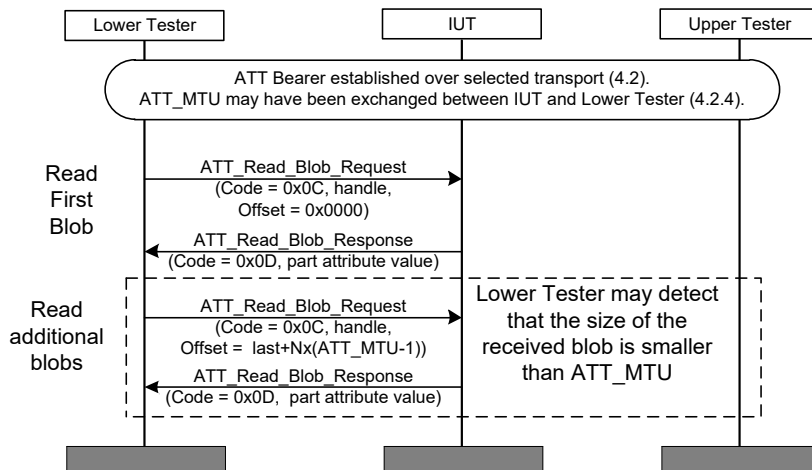 Lower Tester
IUT
Upper Tester
ATT Bearer established over selected transport (4.2).
ATT_MTU may have been exchanged between IUT and Lower Tester (4.2.4).
Read
First
Blob
ATT_Read_Blob_Request
(Code = 0x0C, handle,
Offset = 0x0000)
ATT_Read_Blob_Response
(Code = 0x0D, part attribute value)
Read
additional
blobs
ATT_Read_Blob_Request
(Code = 0x0C, handle,
Offset =  last+Nx(ATT_MTU-1))
ATT_Read_Blob_Response
(Code = 0x0D,  part attribute value)
Lower Tester may detect
that the size of the
received blob is smaller
than ATT_MTU